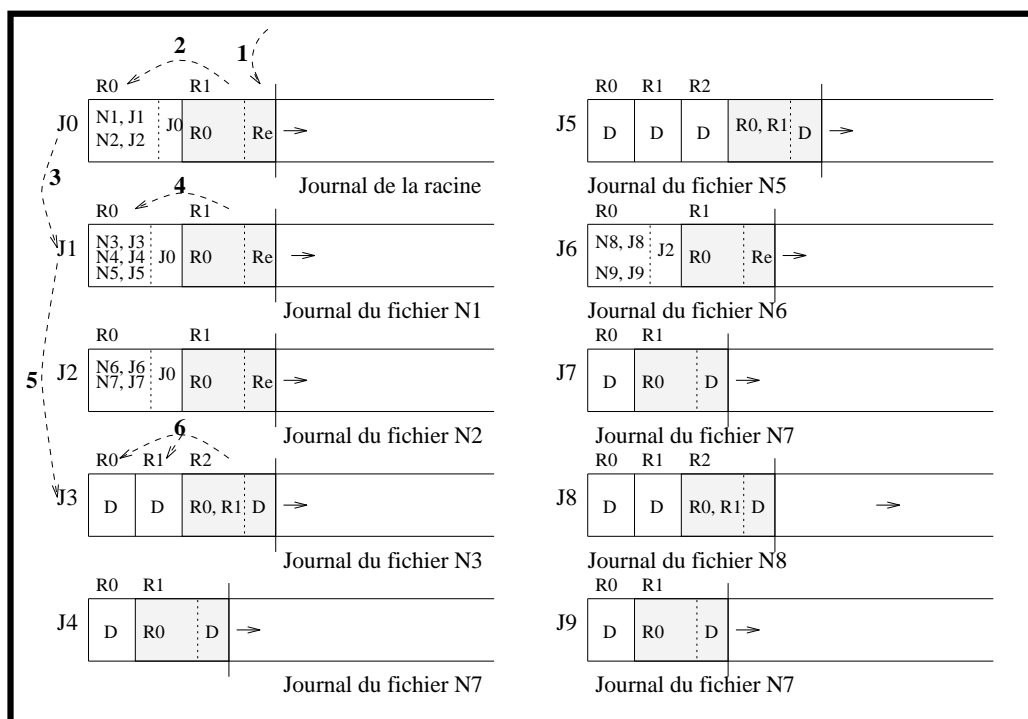 1
2
R0 R1
J0
N1, J1
N2, J2
J0
R0
Re
Journal de la racine
3
4
R0 R1
J1
N3, J3
N4, J4
N5, J5
J0
R0
Re
Journal du fichier N1
R0 R1
J2
N6, J6
N7, J7
J0
R0
Re
Journal du fichier N2
5
6
R0 R1 R2
J3
D D R0, R1 D
Journal du fichier N3
R0 R1
J4
D R0 D
Journal du fichier N7
R0 R1 R2
J5
D D D R0, R1 D
Journal du fichier N5
R0 R1
J6
N8, J8
N9, J9
J2
R0
Re
Journal du fichier N6
R0 R1
J7
D R0 D
Journal du fichier N7
R0 R1 R2
J8
D D R0, R1 D
Journal du fichier N8
R0 R1
J9
D R0 D
Journal du fichier N7